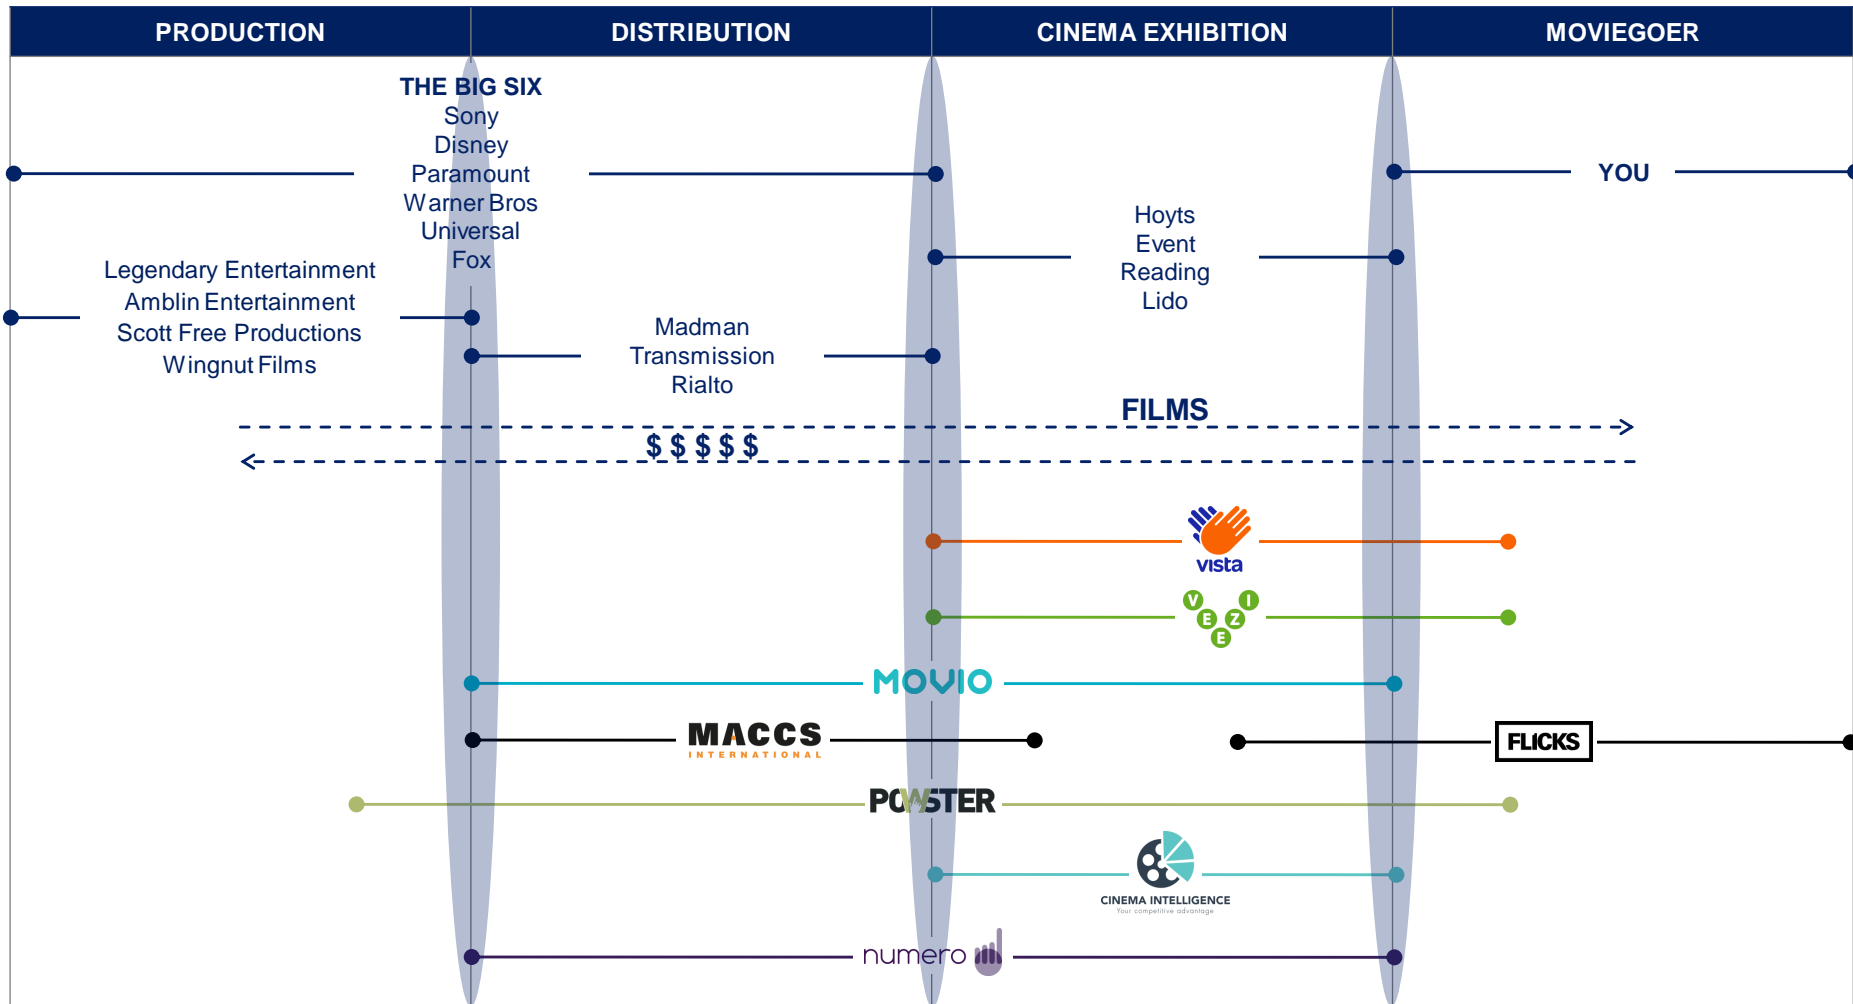 PRODUCTION
DISTRIBUTION
CINEMA EXHIBITION
MOVIEGOER
THE BIG SIX
Sony
Disney
Paramount
Warner Bros
Universal
Fox
YOU
Hoyts
Event
Reading
Lido
Legendary Entertainment
Amblin Entertainment
Scott Free Productions
Wingnut Films
Madman
Transmission
Rialto
FILMS
$ $ $ $ $
vista
VEEZI
MOVIO
MACCS
INTERNATIONAL
FLICKS
POWSTER
CINEMA INTELLIGENCE
Your competitive advantage
numero